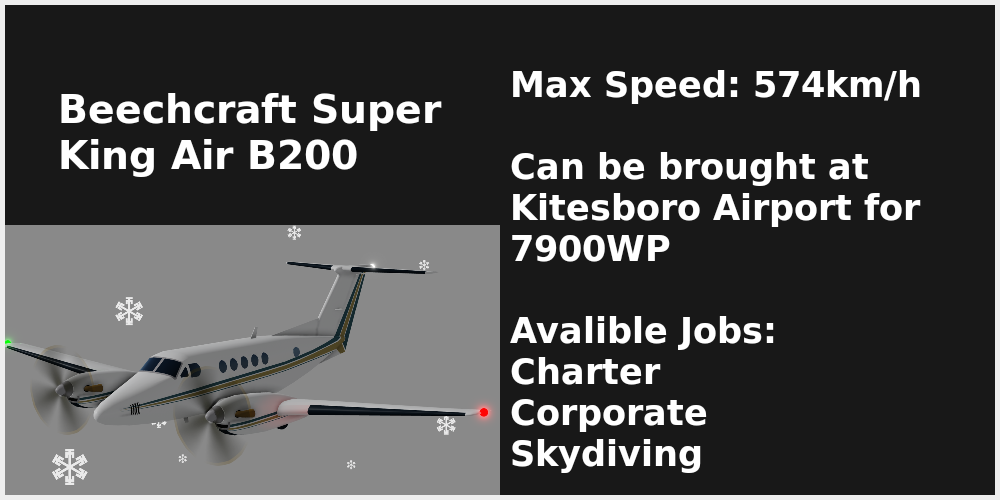 Beechcraft Super
King Air B200
Max Speed: 574km/h
Can be brought at
Kitesboro Airport for
7900WP
Avalible Jobs:
Charter
Corporate
Skydiving